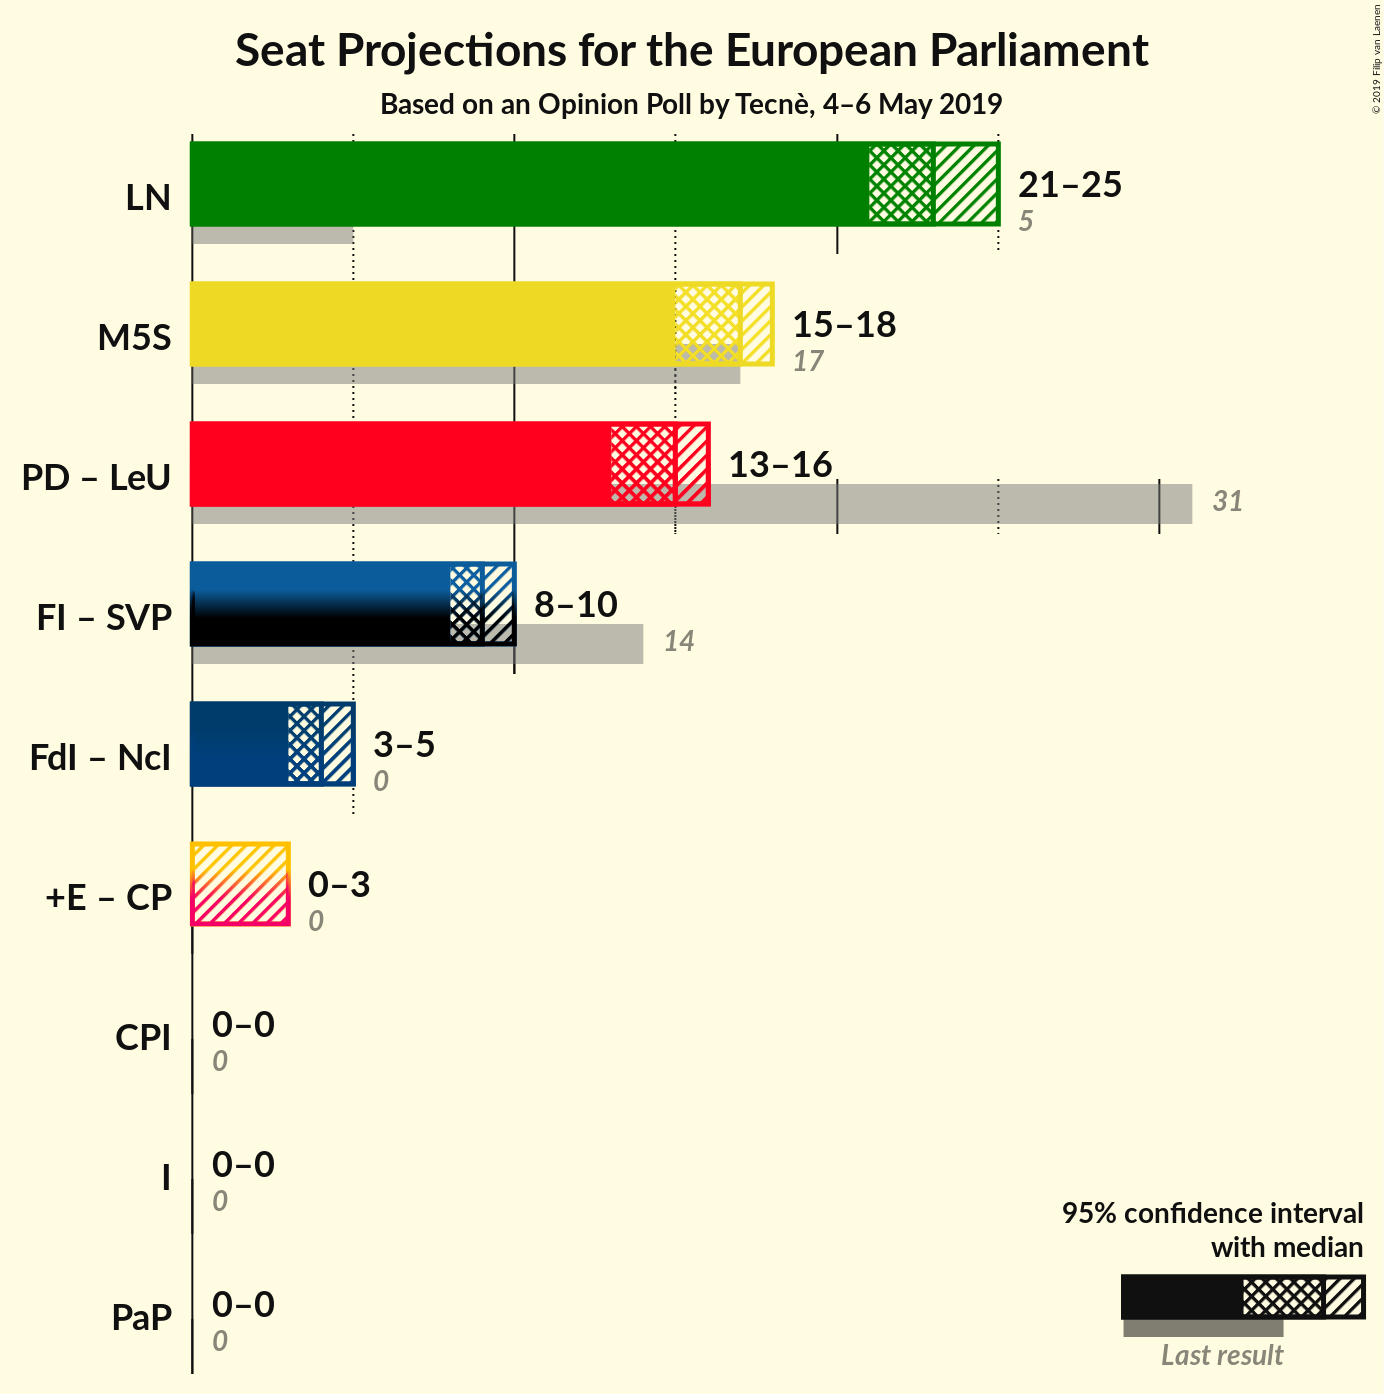 Seat Projections for the European Parliament
Based on an Opinion Poll by Tecnè, 4–6 May 2019
© 2019 Filip van Laenen
LN
21–25
5
M5S
15–18
17
PD – LeU
13–16
31
FI – SVP
8–10
14
FdI – NcI
3–5
0
+E – CP
0–3
0
CPI
0–0
0
I
0–0
0
PaP
0–0
0
95% confidence interval
with median
Last result